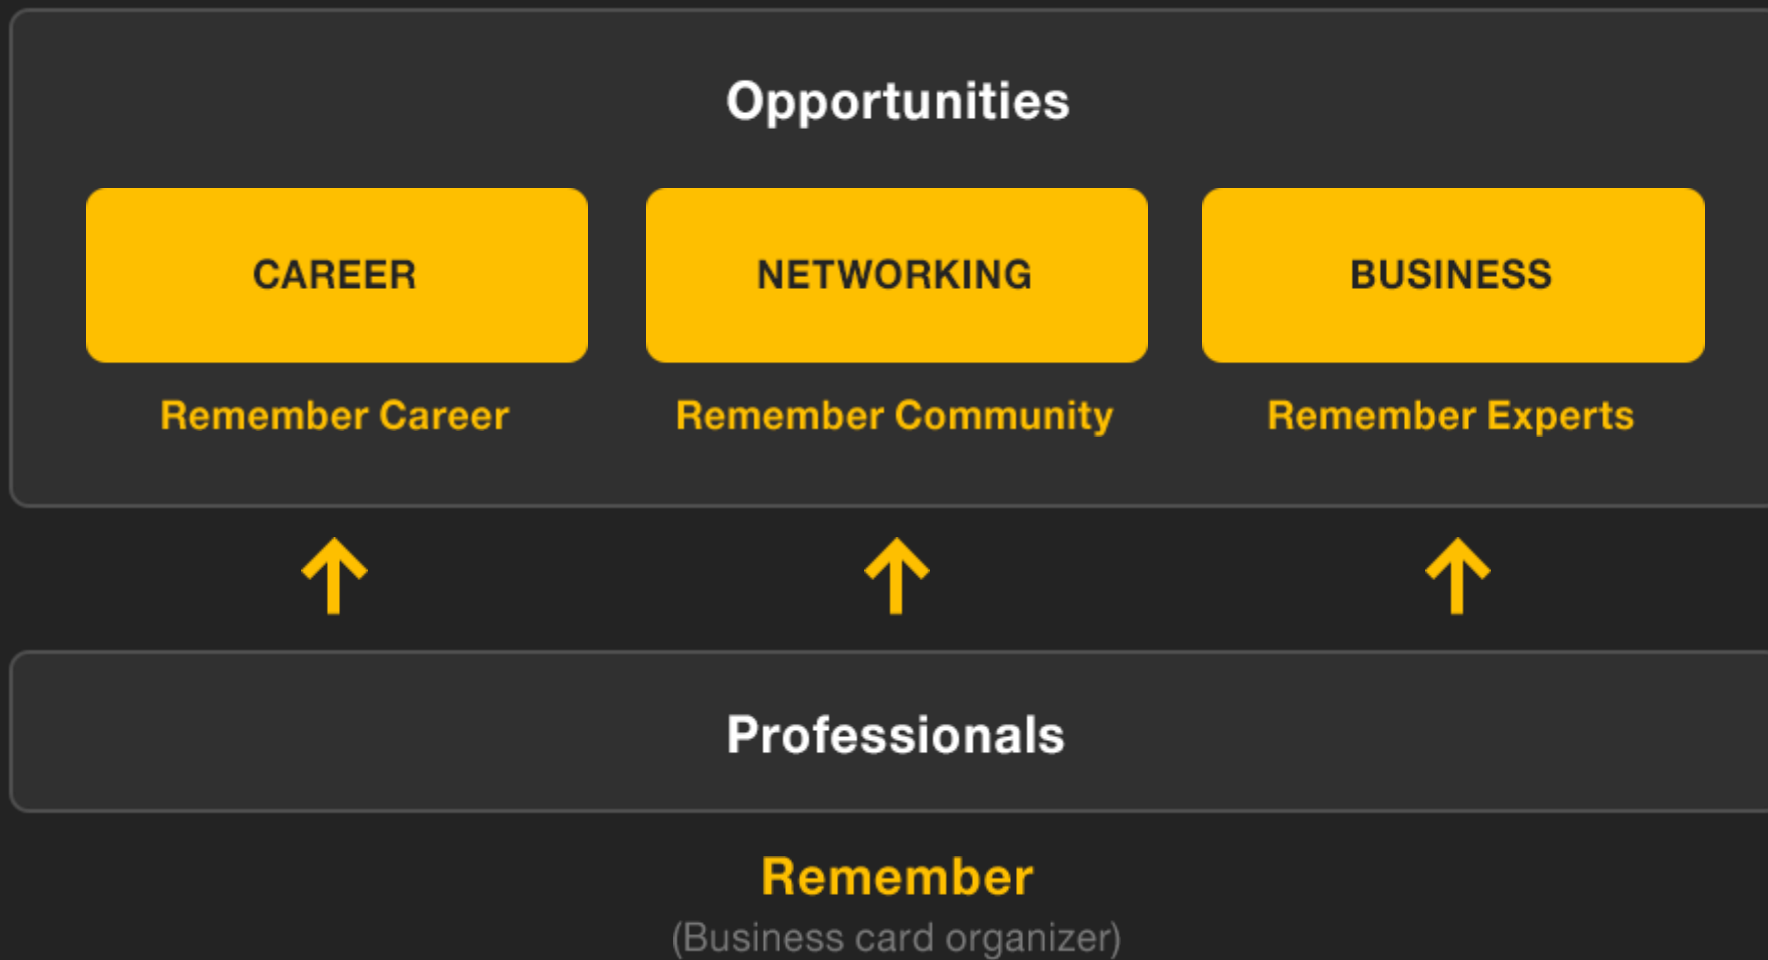 Opportunities
CAREER
NETWORKING
BUSINESS
Remember Career
Remember Community
Remember Experts
Professionals
Remember
(Business card organizer)